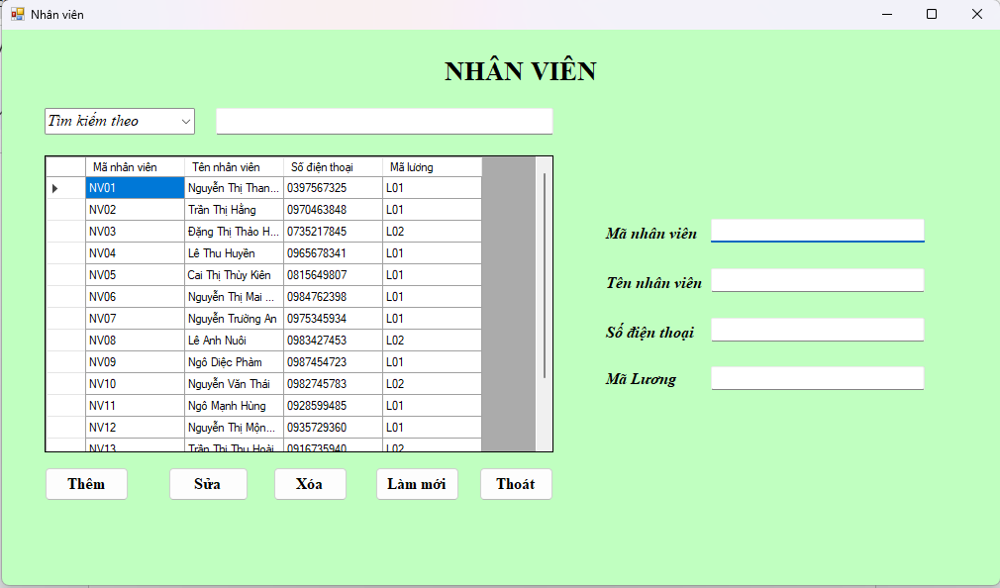 Nhân viên
NHÂN VIÊN
Tìm kiếm theo
Mã nhân viên Tên nhân viên Số điện thoại Mã lương
NV01 Nguyễn Thị Than... 0397567325 L01
NV02 Trần Thị Hằng 0970463848 L01
NV03 Đặng Thị Thảo H... 0735217845 L02
NV04 Lê Thu Huyền 0965678341 L01
NV05 Cai Thị Thủy Kiên 0815649807 L01
NV06 Nguyễn Thị Mai ... 0984762398 L01
NV07 Nguyễn Trường An 0975345934 L01
NV08 Lê Anh Nuôi 0983427453 L02
NV09 Ngô Diệc Phàm 0987454723 L01
NV10 Nguyễn Văn Thái 0982745783 L02
NV11 Ngô Mạnh Hùng 0928599485 L01
NV12 Nguyễn Thị Mộn... 0935729360 L01
NV13 Trần Thị Thu Hoài 0916735940 L02
Mã nhân viên
Tên nhân viên
Số điện thoại
Mã Lương
Thêm Sửa Xóa Làm mới Thoát